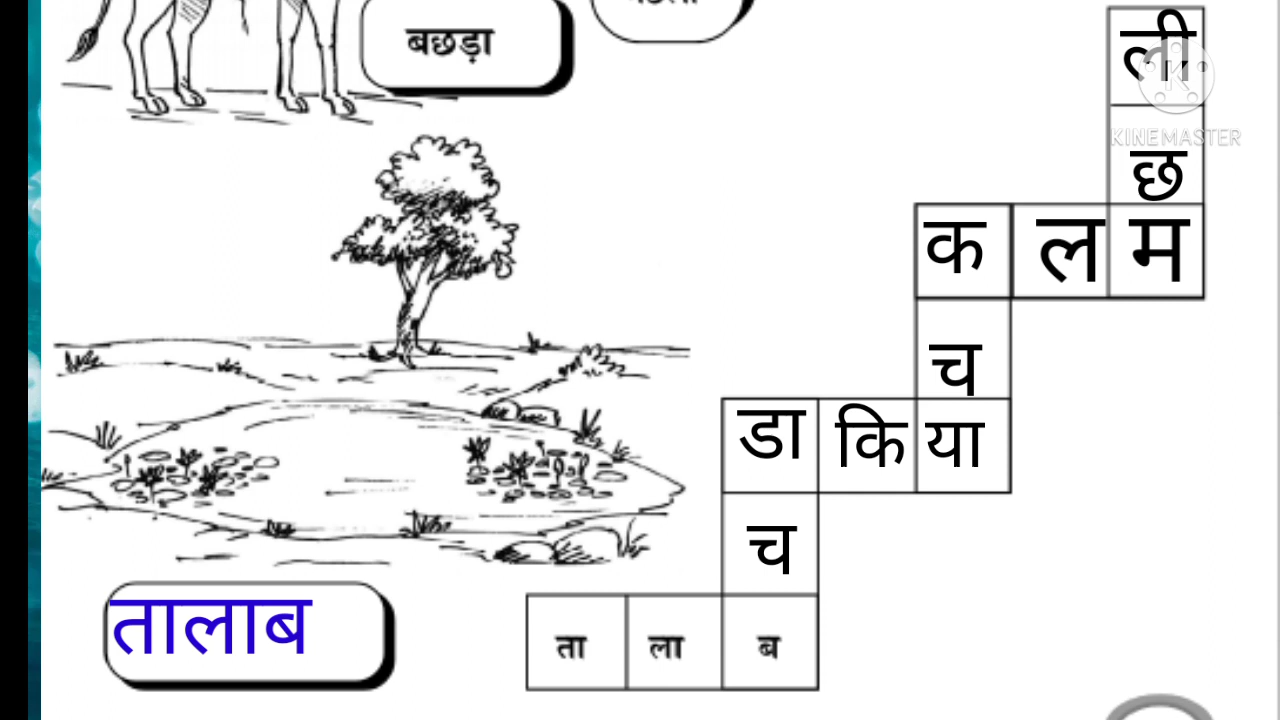 बछड़ा
ली
KINEMASTER
छ
क ल म
च
डा कि या
च
तालाब
ता ला ब